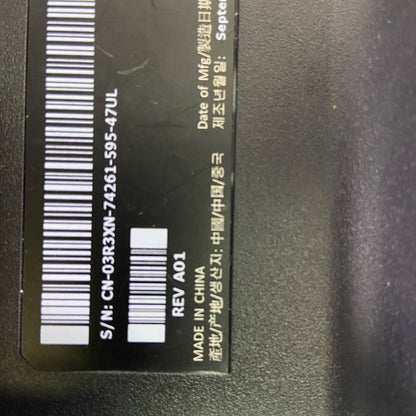 S/N: CN-03R3XN-74261-595-47UL
REV A01
MADE IN CHINA
產地/产地/생산지: 中國/中国/중국
Date of Mfg/製造日期
제조년월일: Septe